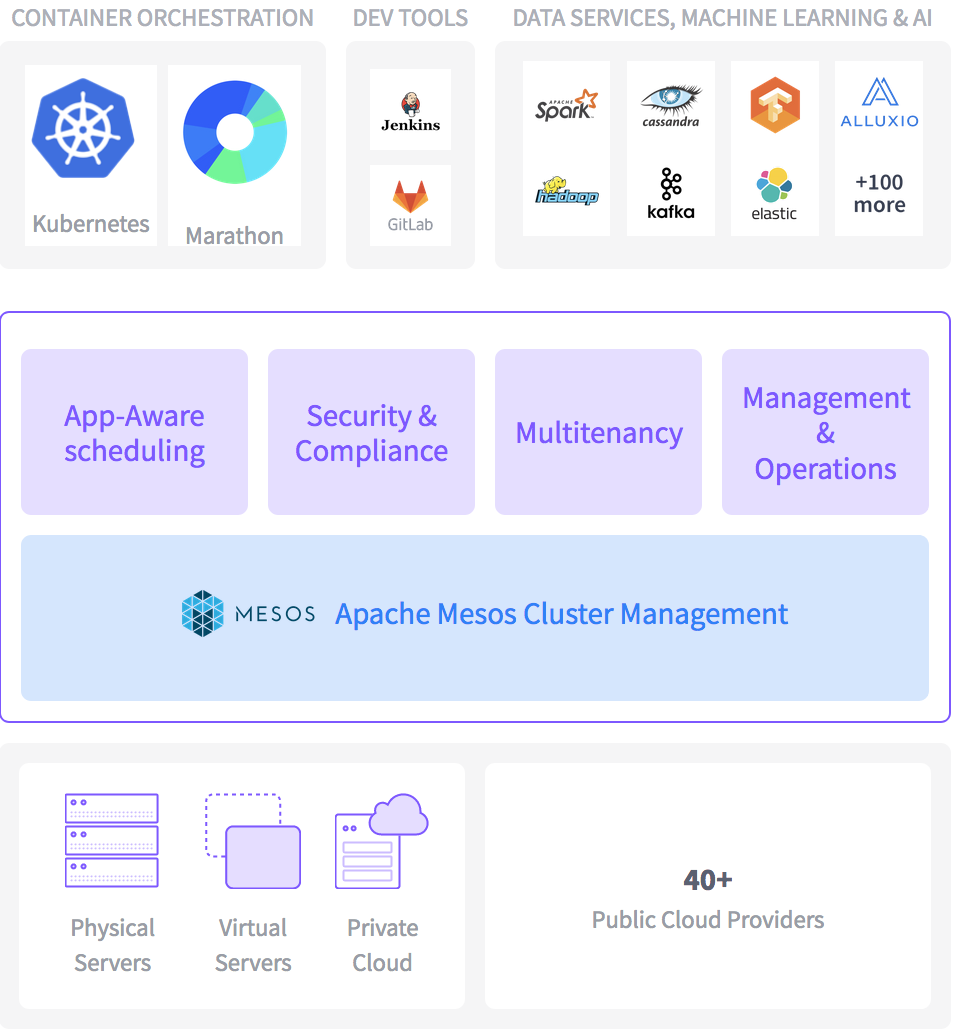 CONTAINER ORCHESTRATION
DEV TOOLS
DATA SERVICES, MACHINE LEARNING & AI
Kubernetes
Marathon
Jenkins
GitLab
APACHE
Spark
cassandra
ALLUXIO
hadoop
kafka
elastic
+100
more
App-Aware
scheduling
Security &
Compliance
Multitenancy
Management
&
Operations
MESOS
Apache Mesos Cluster Management
Physical
Servers
Virtual
Servers
Private
Cloud
40+
Public Cloud Providers